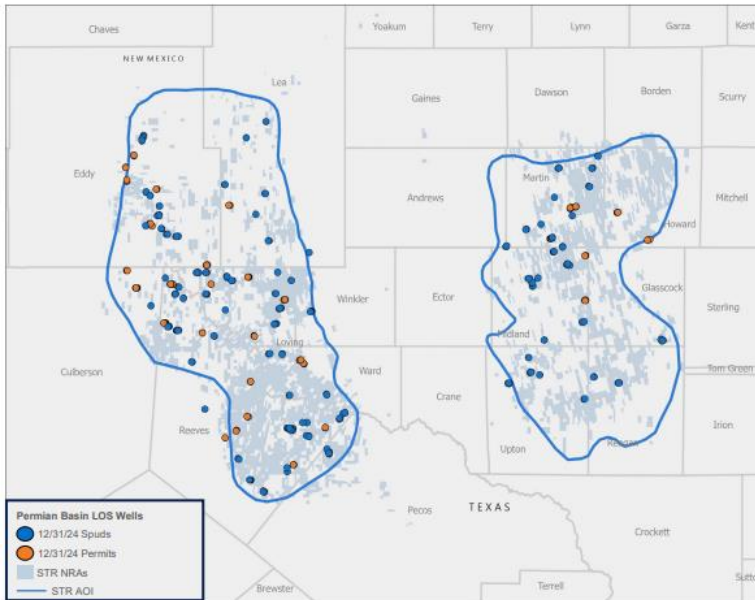 Chaves
Yoakum
Terry
Lynn
Garza
Kent
NEW MEXICO
Lea
Gaines
Dawson
Borden
Scurry
Eddy
Andrews
Martin
Howard
Mitchell
Winkler
Ector
Glasscock
Sterling
Loving
Midland
Culberson
Ward
Crane
Tom Green
Reeves
Upton
Reagan
Irion
Pecos
TEXAS
Crockett
Brewster
Terrell
Permian Basin LOS Wells
12/31/24 Spuds
12/31/24 Permits
STR NRAs
STR AOI